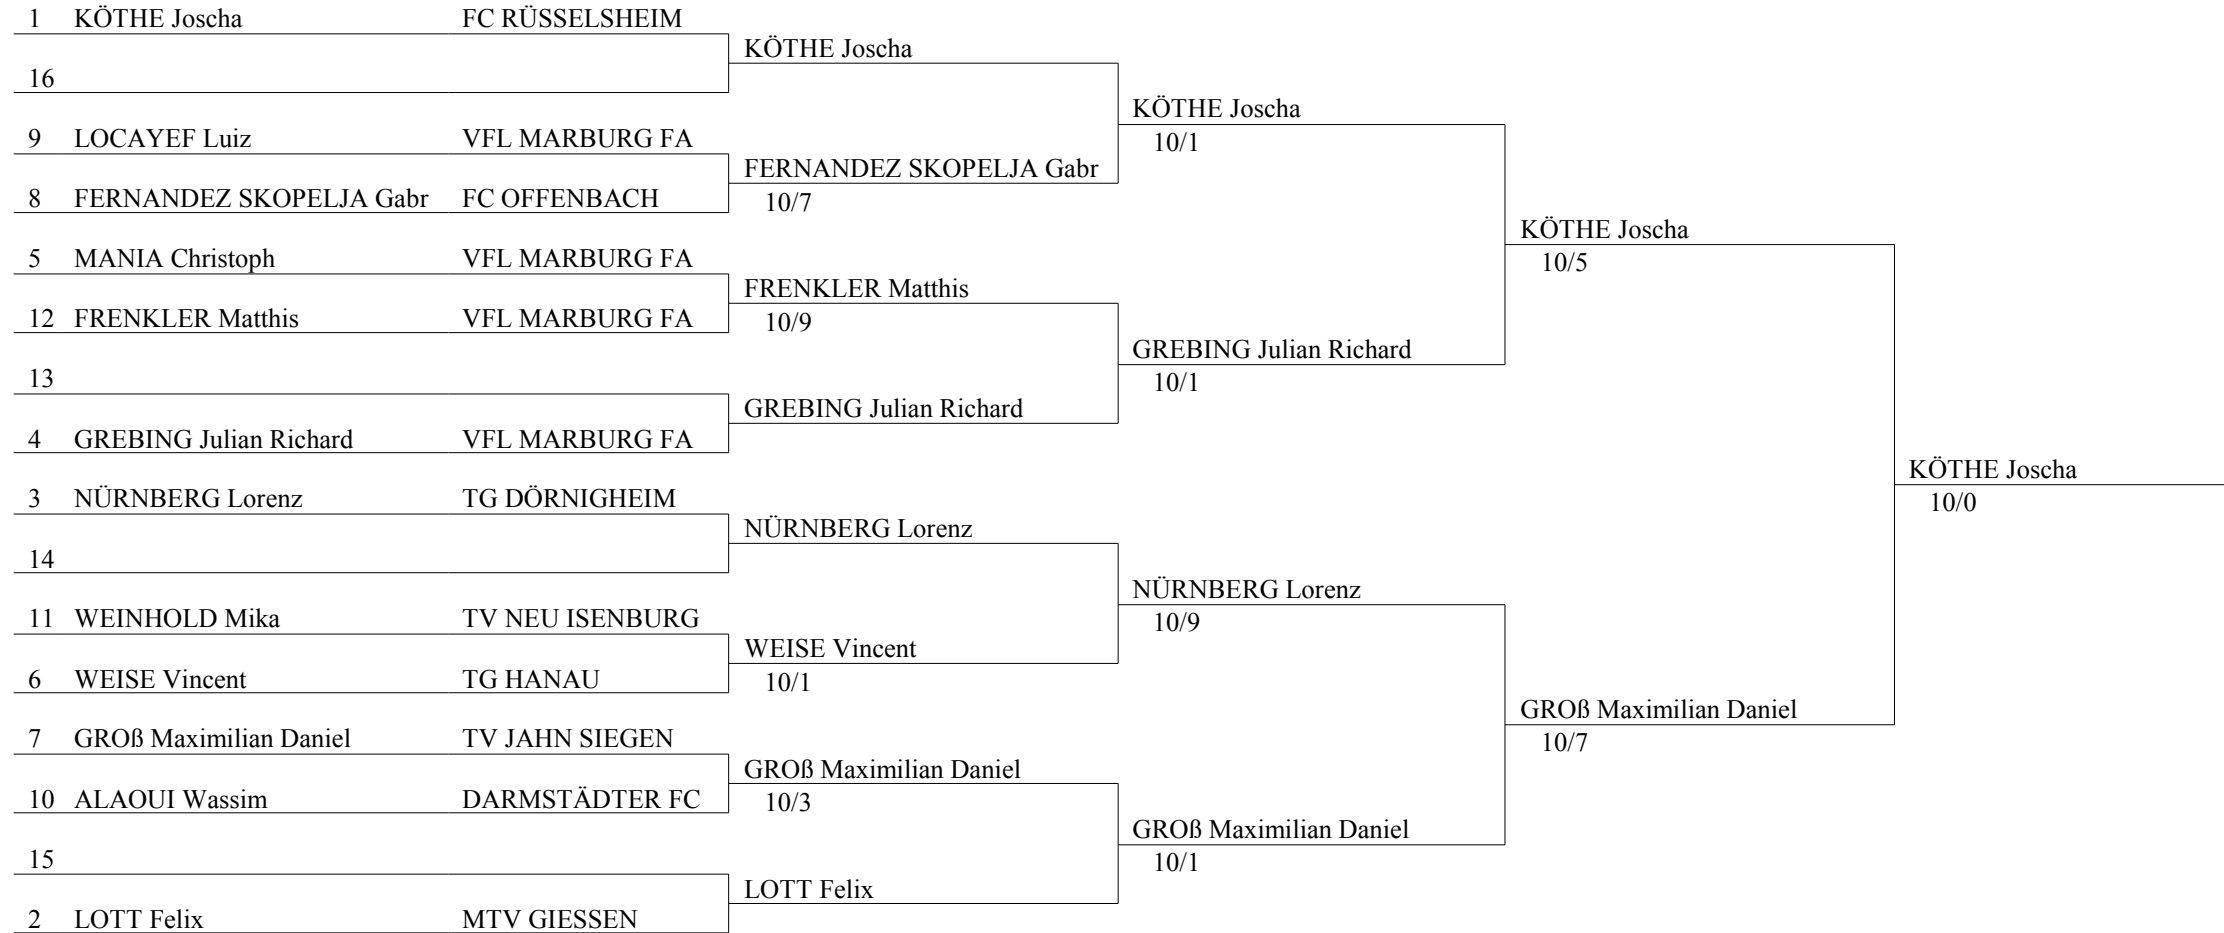 1 KÖTHE Joscha FC RÜSSELSHEIM
KÖTHE Joscha
16
KÖTHE Joscha
10/1
9 LOCAYEF Luiz VFL MARBURG FA
FERNANDEZ SKOPELJA Gabr
10/7
8 FERNANDEZ SKOPELJA Gabr FC OFFENBACH
KÖTHE Joscha
10/5
5 MANIA Christoph VFL MARBURG FA
FRENKLER Matthis
10/9
12 FRENKLER Matthis VFL MARBURG FA
GREBING Julian Richard
10/1
13
GREBING Julian Richard
4 GREBING Julian Richard VFL MARBURG FA
KÖTHE Joscha
10/0
3 NÜRNBERG Lorenz TG DÖRNIGHEIM
NÜRNBERG Lorenz
14
NÜRNBERG Lorenz
10/9
11 WEINHOLD Mika TV NEU ISENBURG
WEISE Vincent
10/1
6 WEISE Vincent TG HANAU
GROß Maximilian Daniel
10/7
7 GROß Maximilian Daniel TV JAHN SIEGEN
GROß Maximilian Daniel
10/3
10 ALAOUI Wassim DARMSTÄDTER FC
GROß Maximilian Daniel
10/1
15
LOTT Felix
2 LOTT Felix MTV GIESSEN